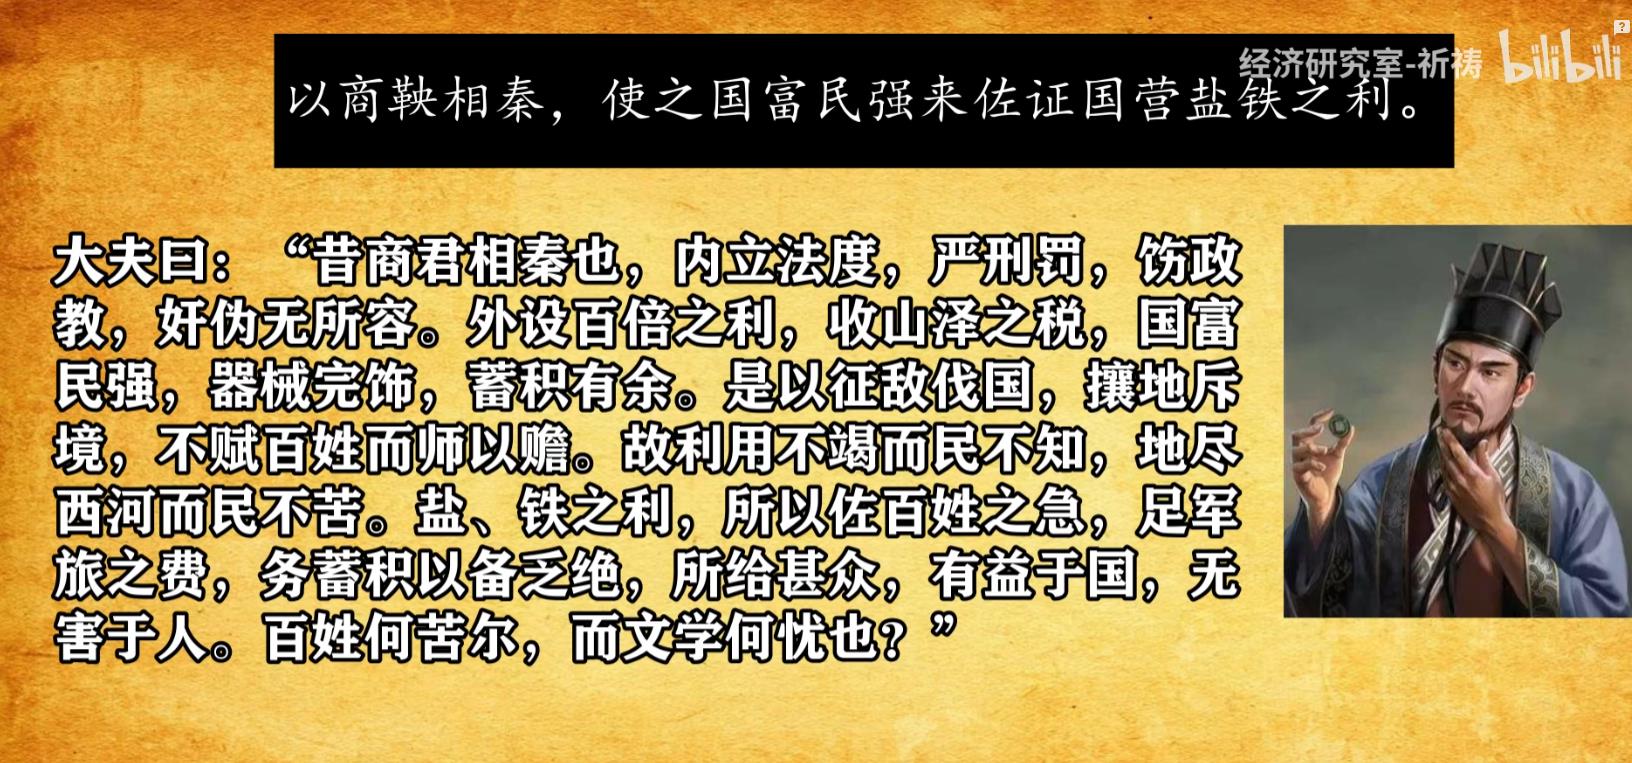 经济研究室-祈祷 bilibili
以商鞅相秦，使之国富民强来佐证国营盐铁之利。
大夫曰：“昔商君相秦也，内立法度，严刑罚，饬政
教，奸伪无所容。外设百倍之利，收山泽之税，国富
民强，器械完饰，蓄积有余。是以征敌伐国，攘地斥
境，不赋百姓而师以赡。故利用不竭而民不知，地尽
西河而民不苦。盐、铁之利，所以佐百姓之急，足军
旅之费，务蓄积以备乏绝，所给甚众，有益于国，无
害于人。百姓何苦尔，而文学何忧也？”